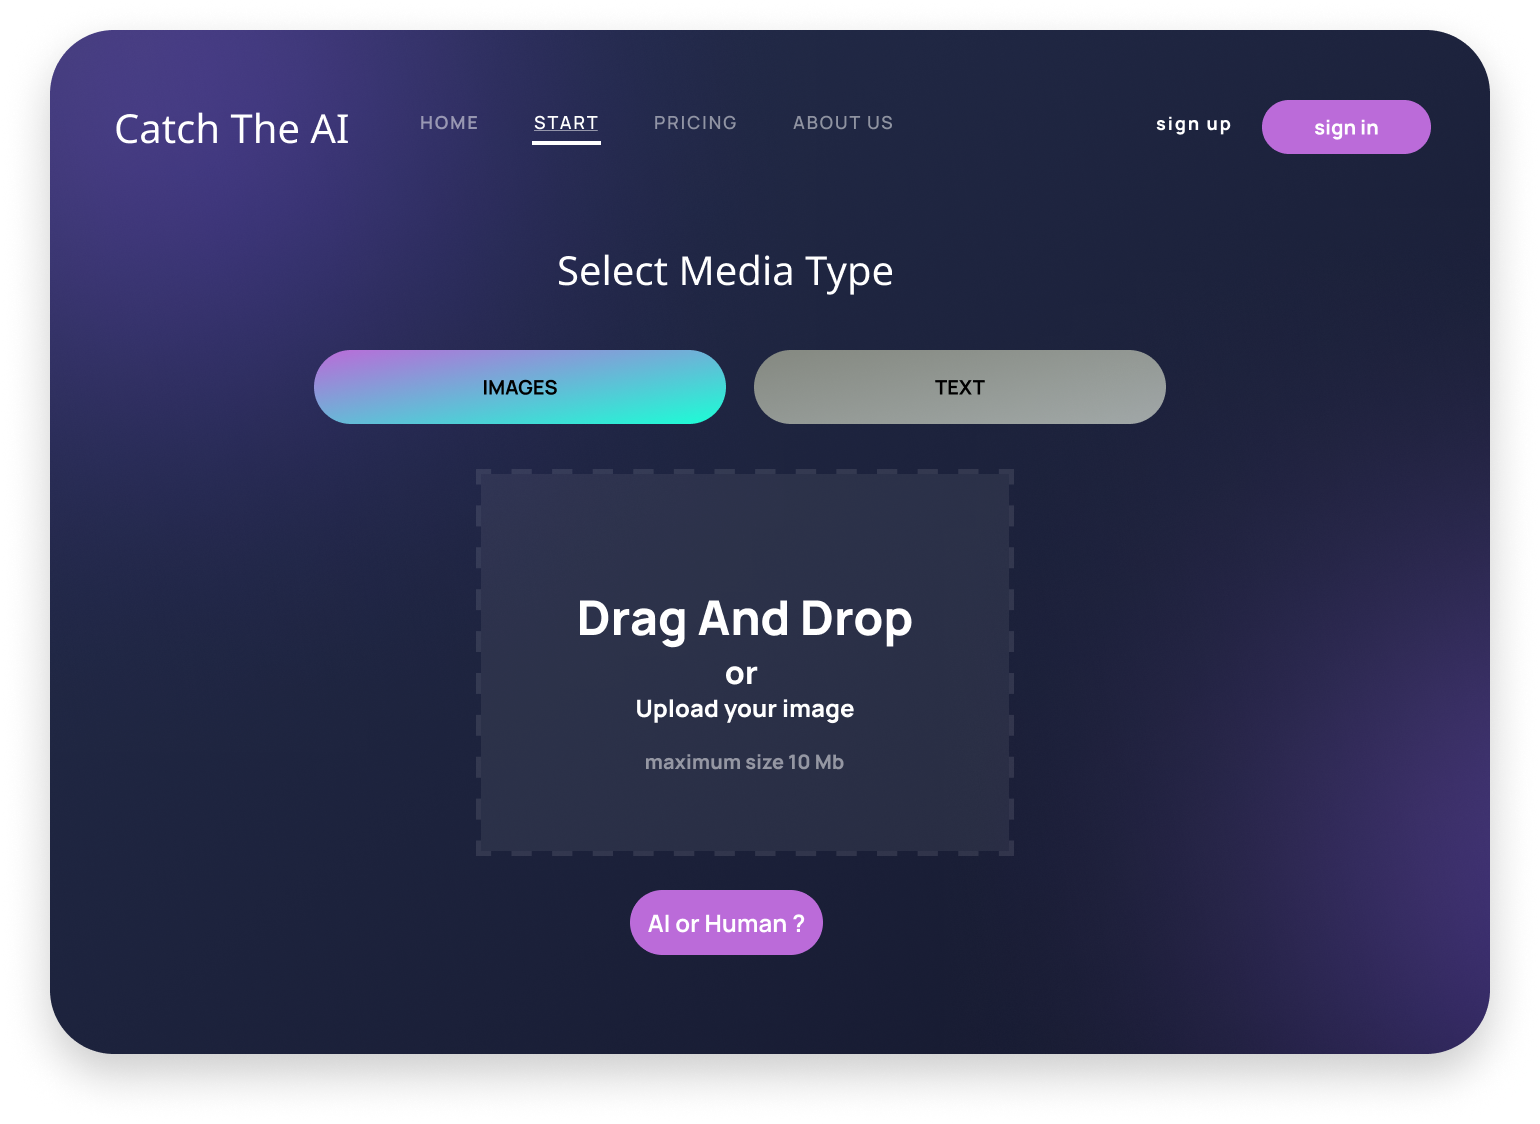 Catch The AI
HOME
START
PRICING
ABOUT US
sign up
sign in
Select Media Type
IMAGES
TEXT
Drag And Drop
or
Upload your image
maximum size 10 Mb
AI or Human ?